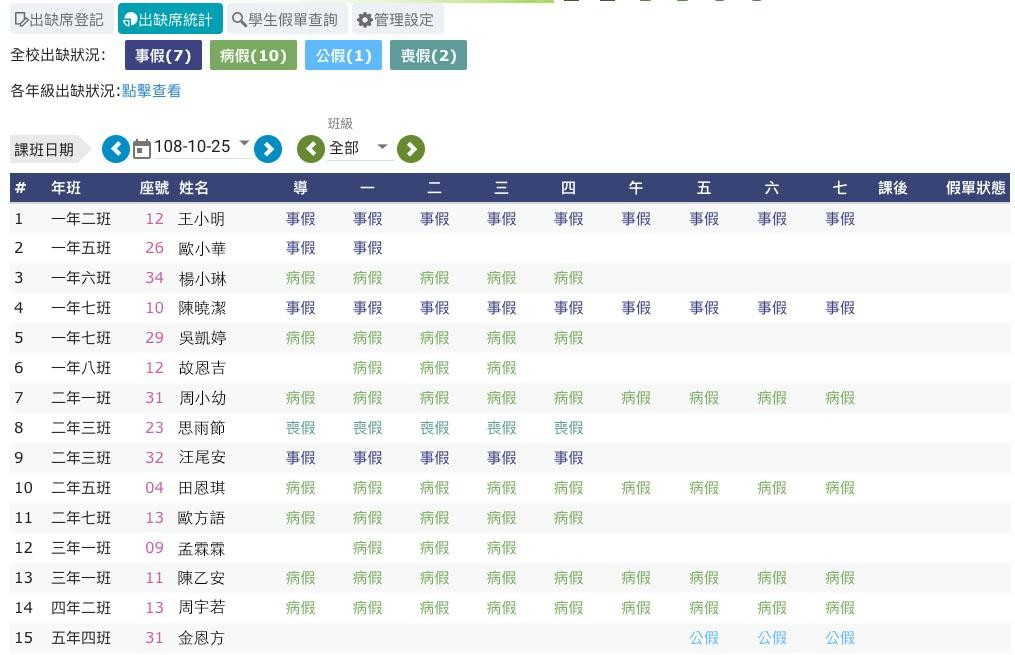 出缺席登記 出缺席統計 學生假單查詢 管理設定
全校出缺狀況： 事假(7) 病假(10) 公假(1) 喪假(2)
各年級出缺狀況:點擊查看
班級
課班日期 108-10-25 全部
# 年班 座號 姓名 導 一 二 三 四 午 五 六 七 課後 假單狀態
1 一年二班 12 王小明 事假 事假 事假 事假 事假 事假 事假 事假 事假
2 一年五班 26 歐小華 事假 事假
3 一年六班 34 楊小琳 病假 病假 病假 病假 病假
4 一年七班 10 陳曉潔 事假 事假 事假 事假 事假 事假 事假 事假 事假
5 一年七班 29 吳凱婷 病假 病假 病假 病假 病假
6 一年八班 12 故恩吉 病假 病假 病假
7 二年一班 31 周小幼 病假 病假 病假 病假 病假 病假 病假 病假 病假
8 二年三班 23 思雨節 喪假 喪假 喪假 喪假 喪假
9 二年三班 32 汪尾安 事假 事假 事假 事假 事假
10 二年五班 04 田恩琪 病假 病假 病假 病假 病假 病假 病假 病假 病假
11 二年七班 13 歐方語 病假 病假 病假 病假 病假
12 三年一班 09 孟霖霖 病假 病假 病假
13 三年一班 11 陳乙安 病假 病假 病假 病假 病假 病假 病假 病假 病假
14 四年二班 13 周宇若 病假 病假 病假 病假 病假 病假 病假 病假 病假
15 五年四班 31 金恩方 公假 公假 公假